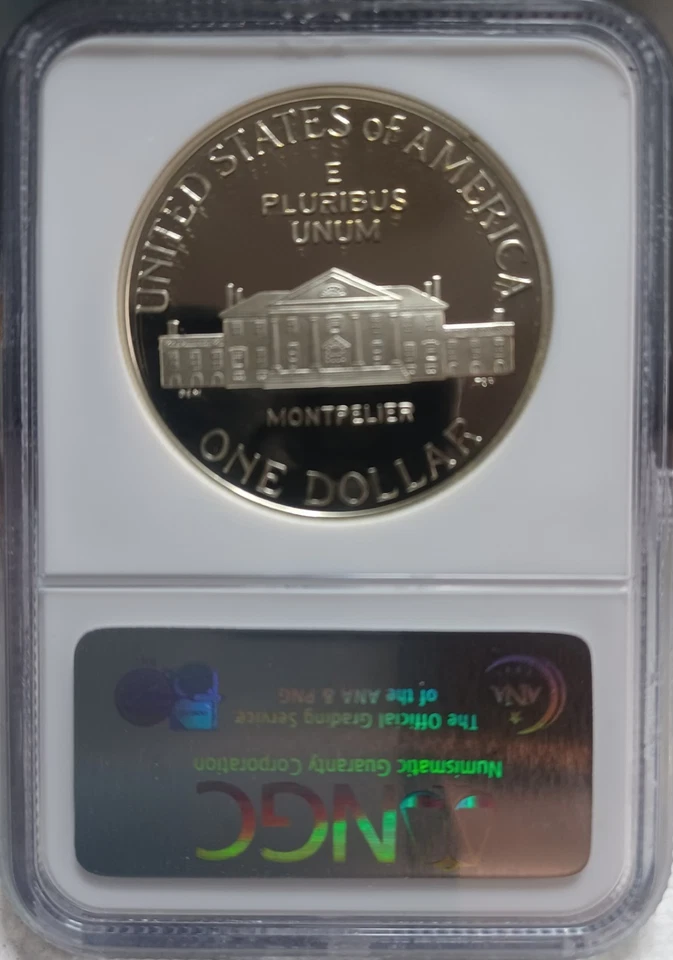 UNITED STATES of AMERICA
E
PLURIBUS
UNUM
MONTPELIER
ONE DOLLAR
NGC
Numismatic Guaranty Corporation
The Official Grading Service
of the ANA & PNG
ANA